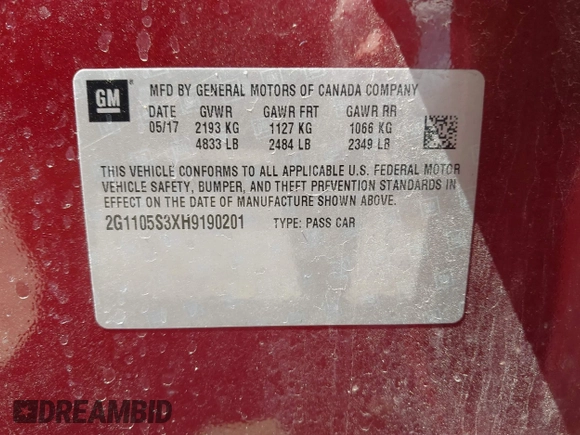 GM
MFD BY GENERAL MOTORS OF CANADA COMPANY
DATE GVWR GAWR FRT GAWR RR
05/17 2193 KG 1127 KG 1066 KG
4833 LB 2484 LB 2349 LB
THIS VEHICLE CONFORMS TO ALL APPLICABLE U.S. FEDERAL MOTOR
VEHICLE SAFETY, BUMPER, AND THEFT PREVENTION STANDARDS IN
EFFECT ON THE DATE OF MANUFACTURE SHOWN ABOVE.
2G1105S3XH9190201 TYPE: PASS CAR
DREAMBID